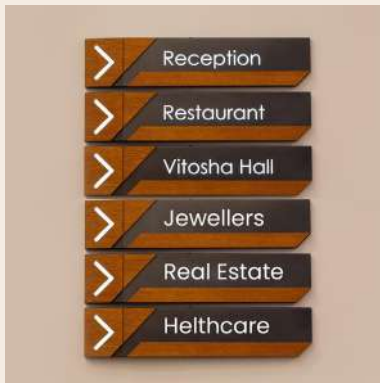 Reception
Restaurant
Vitosha Hall
Jewellers
Real Estate
Helthcare